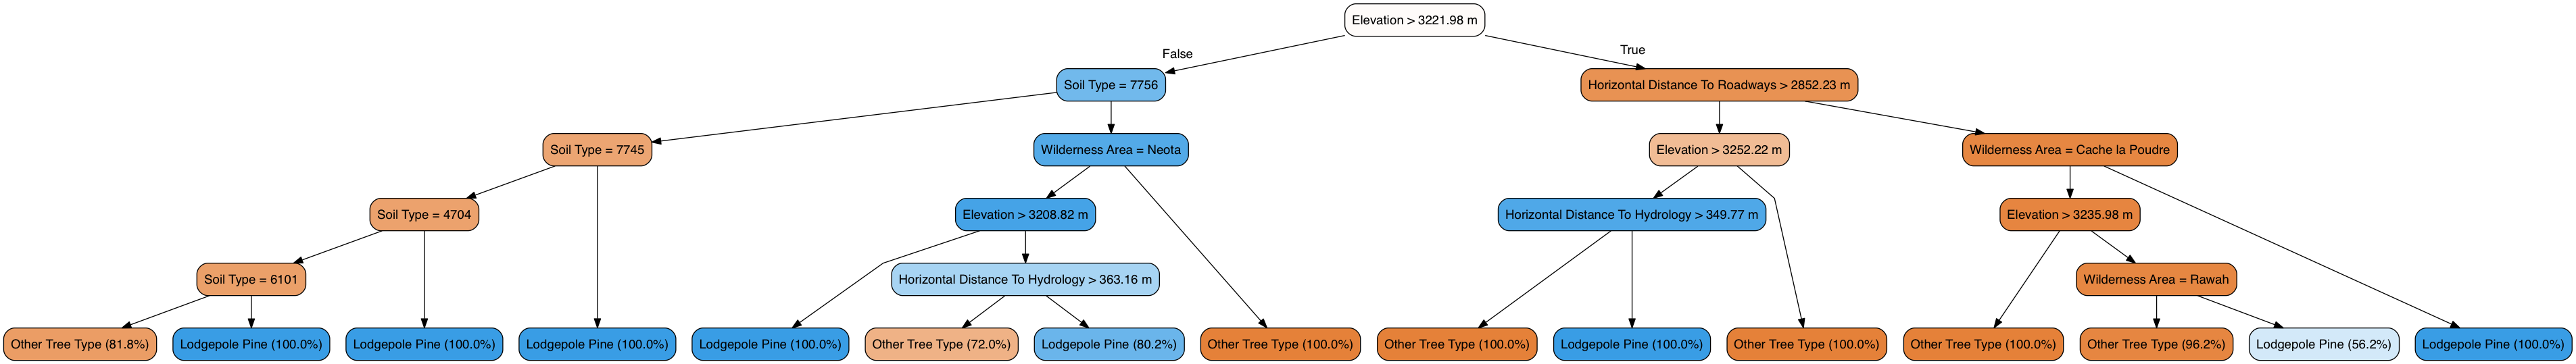 Elevation > 3221.98 m
False
True
Soil Type = 7756
Horizontal Distance To Roadways > 2852.23 m
Soil Type = 7745
Wilderness Area = Neota
Elevation > 3252.22 m
Wilderness Area = Cache la Poudre
Soil Type = 4704
Elevation > 3208.82 m
Horizontal Distance To Hydrology > 349.77 m
Elevation > 3235.98 m
Soil Type = 6101
Horizontal Distance To Hydrology > 363.16 m
Wilderness Area = Rawah
Other Tree Type (81.8%)
Lodgepole Pine (100.0%)
Lodgepole Pine (100.0%)
Lodgepole Pine (100.0%)
Lodgepole Pine (100.0%)
Other Tree Type (72.0%)
Lodgepole Pine (80.2%)
Other Tree Type (100.0%)
Other Tree Type (100.0%)
Lodgepole Pine (100.0%)
Other Tree Type (100.0%)
Other Tree Type (100.0%)
Other Tree Type (96.2%)
Lodgepole Pine (56.2%)
Lodgepole Pine (100.0%)